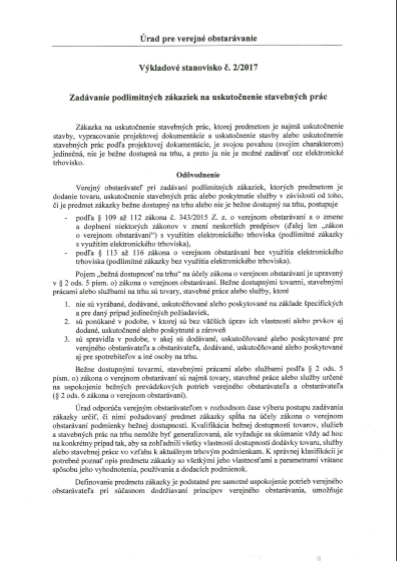 Úrad pre verejné obstarávanie
Výkladové stanovisko č. 2/2017
Zadávanie podlimitných zákaziek na uskutočnenie stavebných prác
Zákazka na uskutočnenie stavebných prác, ktorej predmetom je najmä uskutočnenie
stavby, vypracovanie projektovej dokumentácie a uskutočnenie stavby alebo uskutočnenie
stavebných prác podľa projektovej dokumentácie, je svojou povahou (svojim charakterom)
jedinečná, nie je bežne dostupná na trhu, a preto ju nie je možné zadávať cez elektronické
trhovisko.
Odôvodnenie
Verejný obstarávateľ pri zadávaní podlimitných zákaziek, ktorých predmetom je
dodanie tovaru, uskutočnenie stavebných prác alebo poskytnutie služby v závislosti od toho,
či je predmet zákazky bežne dostupný na trhu alebo nie je bežne dostupný na trhu, postupuje
- podľa § 109 až 112 zákona č. 343/2015 Z. z. o verejnom obstarávaní a o zmene
a doplnení niektorých zákonov v znení neskorších predpisov (ďalej len „zákon
o verejnom obstarávaní“) s využitím elektronického trhoviska (podlimitné zákazky
s využitím elektronického trhoviska),
- podľa § 113 až 116 zákona o verejnom obstarávaní bez využitia elektronického
trhoviska (podlimitné zákazky bez využitia elektronického trhoviska).
Pojem „bežná dostupnosť na trhu“ na účely zákona o verejnom obstarávaní je upravený
v § 2 ods. 5 písm. o) zákona o verejnom obstarávaní. Bežne dostupnými tovarmi, stavebnými
prácami alebo službami na trhu sú tovary, stavebné práce alebo služby, ktoré
1. nie sú vyrábané, dodávané, uskutočňované alebo poskytované na základe špecifických
a pre daný prípad jedinečných požiadaviek,
2. sú ponúkané v podobe, v ktorej sú bez väčších úprav ich vlastností alebo prvkov aj
dodané, uskutočnené alebo poskytnuté a zároveň
3. sú spravidla v podobe, v akej sú dodávané, uskutočňované alebo poskytované pre
verejného obstarávateľa a obstarávateľa, dodávané, uskutočňované alebo poskytované
aj pre spotrebiteľov a iné osoby na trhu.
Bežne dostupnými tovarmi, stavebnými prácami alebo službami podľa § 2 ods. 5
písm. o) zákona o verejnom obstarávaní sú najmä tovary, stavebné práce alebo služby určené
na uspokojenie bežných prevádzkových potrieb verejného obstarávateľa a obstarávateľa
(§ 2 ods. 6 zákona o verejnom obstarávaní).
Úrad odporúča verejným obstarávateľom v rozhodnom čase výberu postupu zadávania
zákazky určiť, či nimi požadovaný predmet zákazky spĺňa na účely zákona o verejnom
obstarávaní podmienky bežnej dostupnosti. Kvalifikácia bežnej dostupnosti tovarov, služieb
a stavebných prác na trhu nemôže byť generalizovaná, ale vyžaduje sa skúmanie vždy ad hoc
na konkrétny prípad tak, aby sa zohľadnili všetky vlastnosti dodávky tovaru, služby
alebo stavebnej práce vo vzťahu k aktuálnym trhovým podmienkam. K správnej klasifikácii je
potrebné poznať opis predmetu zákazky so všetkými jeho vlastnosťami a parametrami vrátane
spôsobu jeho vyhodnotenia, používania a dodacích podmienok.
Definovanie predmetu zákazky je podstatné pre samotné uspokojenie potrieb verejného
obstarávateľa pri súčasnom dodržiavaní princípov verejného obstarávania, umožňuje